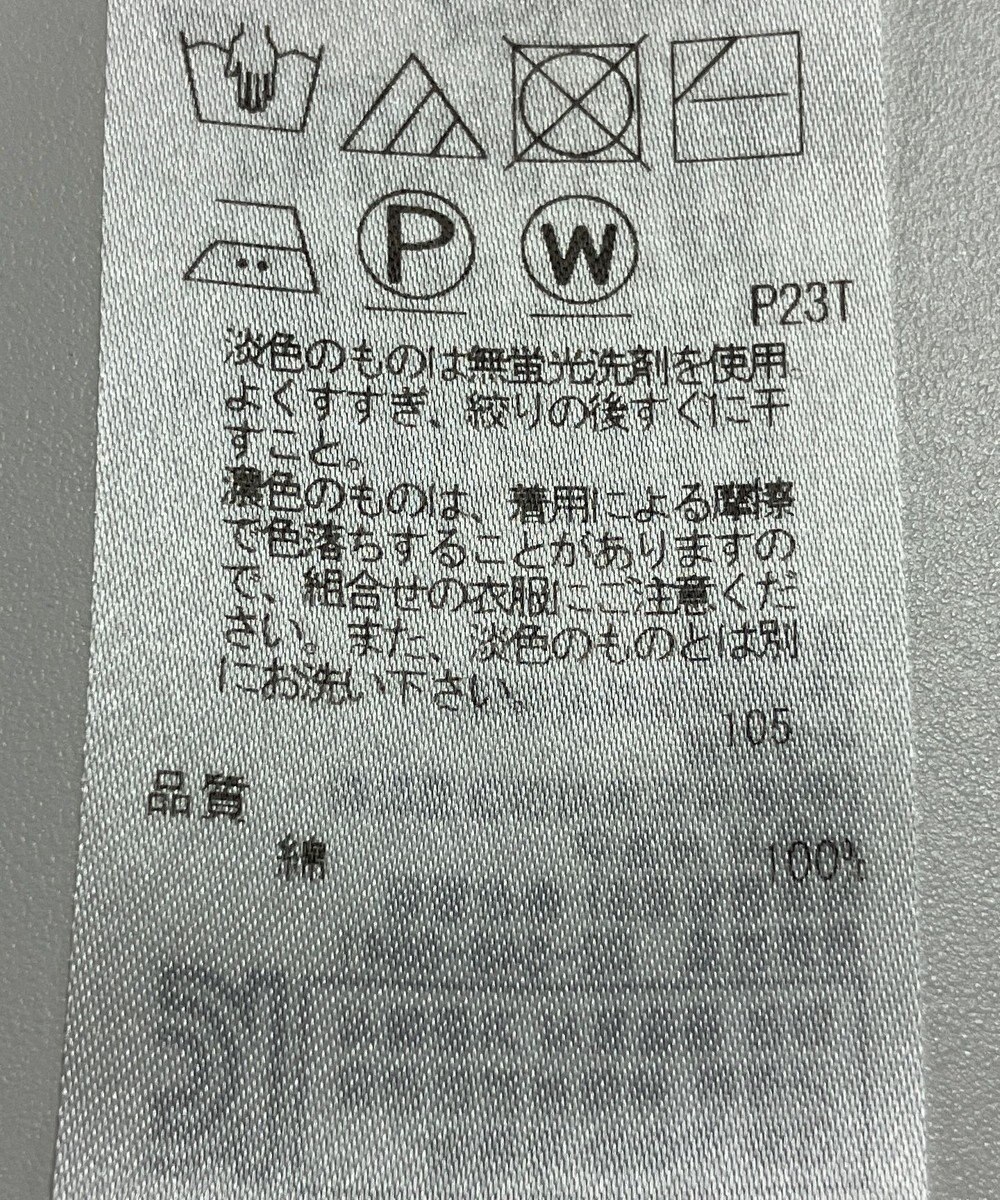 P W
P23T
淡色のものは無蛍光洗剤を使用
よくすすぎ、絞りの後すぐに干
すこと。
濃色のものは、着用による摩擦
で色落ちすることがありますの
で、組合せの衣服にご注意くだ
さい。また、淡色のものとは別
にお洗い下さい。
105
品質
綿 100%